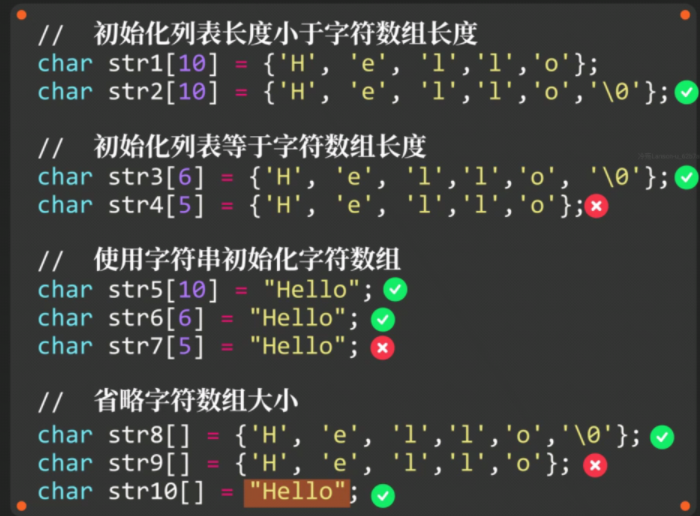 //  初始化列表长度小于字符数组长度
char str1[10] = {'H', 'e', 'l','l','o'};
char str2[10] = {'H', 'e', 'l','l','o','\0'};
//  初始化列表等于字符数组长度
char str3[6] = {'H', 'e', 'l','l','o', '\0'};
char str4[5] = {'H', 'e', 'l','l','o'};
//  使用字符串初始化字符数组
char str5[10] = "Hello";
char str6[6] = "Hello";
char str7[5] = "Hello";
//  省略字符数组大小
char str8[] = {'H', 'e', 'l','l','o','\0'};
char str9[] = {'H', 'e', 'l','l','o'};
char str10[] = "Hello";